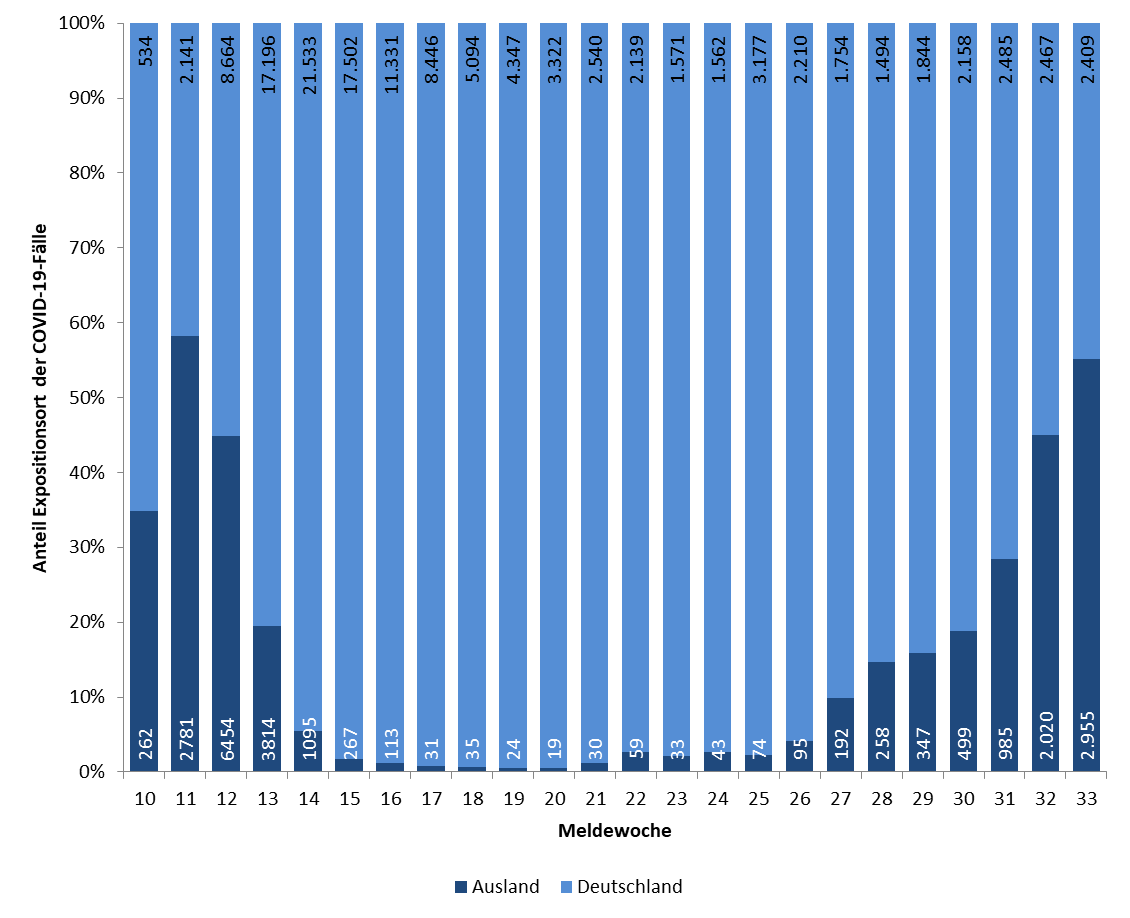 100%
90%
80%
70%
60%
50%
40%
30%
20%
10%
0%
Anteil Expositionsort der COVID-19-Fälle
534 2.141 8.664 17.196 21.533 17.502 11.331 8.446 5.094 4.347 3.322 2.540 2.139 1.571 1.562 3.177 2.210 1.754 1.494 1.844 2.158 2.485 2.467 2.409
262 2781 6454 3814 1095 267 113 31 35 24 19 30 59 33 43 74 95 192 258 347 499 985 2.020 2.955
10 11 12 13 14 15 16 17 18 19 20 21 22 23 24 25 26 27 28 29 30 31 32 33
Meldewoche
Ausland Deutschland